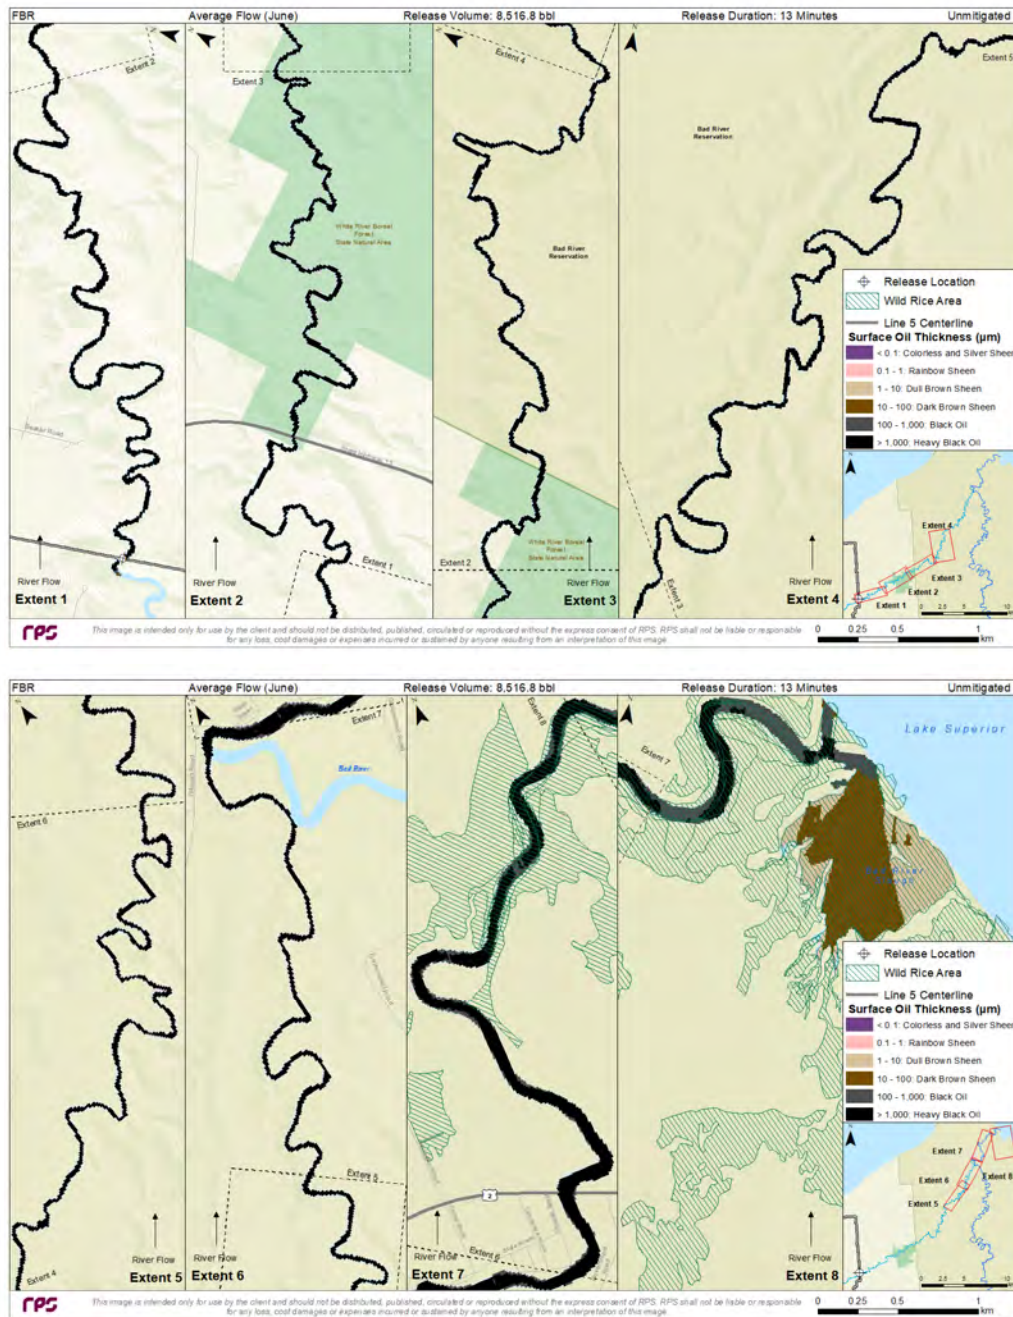 FBR Average Flow (June) Release Volume: 8,516.8 bbl Release Duration: 13 Minutes Unmitigated
Extent 2
Extent 3
Extent 4
Extent 5
Bad River
Reservation
White River Boreal
Forest
State Natural Area
Bad River
Reservation
Extent 1
White River Boreal
Forest
State Natural Area
Extent 2
Extent 3
River Flow
Extent 1
River Flow
Extent 2
River Flow
Extent 3
River Flow
Extent 4
Release Location
Wild Rice Area
Line 5 Centerline
Surface Oil Thickness (µm)
< 0.1: Colorless and Silver Sheen
0.1 - 1: Rainbow Sheen
1 - 10: Dull Brown Sheen
10 - 100: Dark Brown Sheen
100 - 1,000: Black Oil
> 1,000: Heavy Black Oil
N
Extent 4
Extent 3
Extent 2
Extent 1
0 5 10
rps
This image is intended only for use by the client and should not be distributed, published, circulated or reproduced without the express consent of RPS. RPS shall not be liable or responsible
for any loss, cost damages or expenses incurred or sustained by anyone resulting from an interpretation of this image.
0 0.25 0.5 1
km
FBR Average Flow (June) Release Volume: 8,516.8 bbl Release Duration: 13 Minutes Unmitigated
Extent 7
Extent 8
Extent 7
Lake Superior
Bad River
Extent 6
Extent 5
2
Extent 6
Extent 4
River Flow
Extent 5
River Flow
Extent 6
River Flow
Extent 7
River Flow
Extent 8
Release Location
Wild Rice Area
Line 5 Centerline
Surface Oil Thickness (µm)
< 0.1: Colorless and Silver Sheen
0.1 - 1: Rainbow Sheen
1 - 10: Dull Brown Sheen
10 - 100: Dark Brown Sheen
100 - 1,000: Black Oil
> 1,000: Heavy Black Oil
N
Extent 7
Extent 6
Extent 8
Extent 5
0 5 10
rps
This image is intended only for use by the client and should not be distributed, published, circulated or reproduced without the express consent of RPS. RPS shall not be liable or responsible
for any loss, cost damages or expenses incurred or sustained by anyone resulting from an interpretation of this image.
0 0.25 0.5 1
km